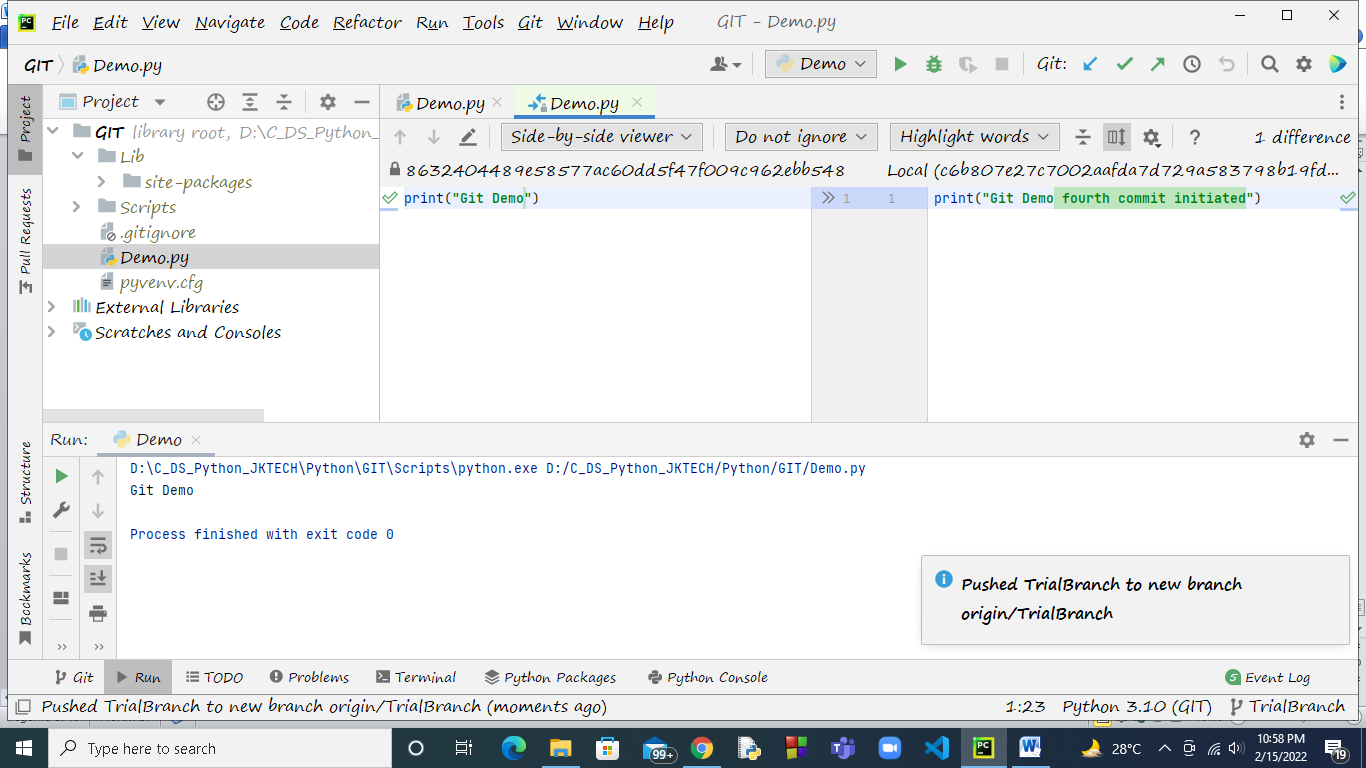 File Edit View Navigate Code Refactor Run Tools Git Window Help GIT - Demo.py
GIT Demo.py Demo Git:
Project Demo.py Demo.py
Project
Pull Requests
Structure
Bookmarks
GIT library root, D:\C_DS_Python_
Lib
site-packages
Scripts
.gitignore
Demo.py
pyvenv.cfg
External Libraries
Scratches and Consoles
Side-by-side viewer Do not ignore Highlight words ? 1 difference
8632404489e58577ac60dd5f47f009c962ebb548 Local (c6b807e27c7002aafda7d729a583798b19fd...
print("Git Demo") 1 1 print("Git Demo fourth commit initiated")
Run: Demo
D:\C_DS_Python_JKTECH\Python\GIT\Scripts\python.exe D:/C_DS_Python_JKTECH/Python/GIT/Demo.py
Git Demo
Process finished with exit code 0
Pushed TrialBranch to new branch
origin/TrialBranch
Git Run TODO Problems Terminal Python Packages Python Console 5 Event Log
Pushed TrialBranch to new branch origin/TrialBranch (moments ago) 1:23 Python 3.10 (GIT) TrialBranch
Type here to search 99+ 28°C 10:58 PM
2/15/2022 19